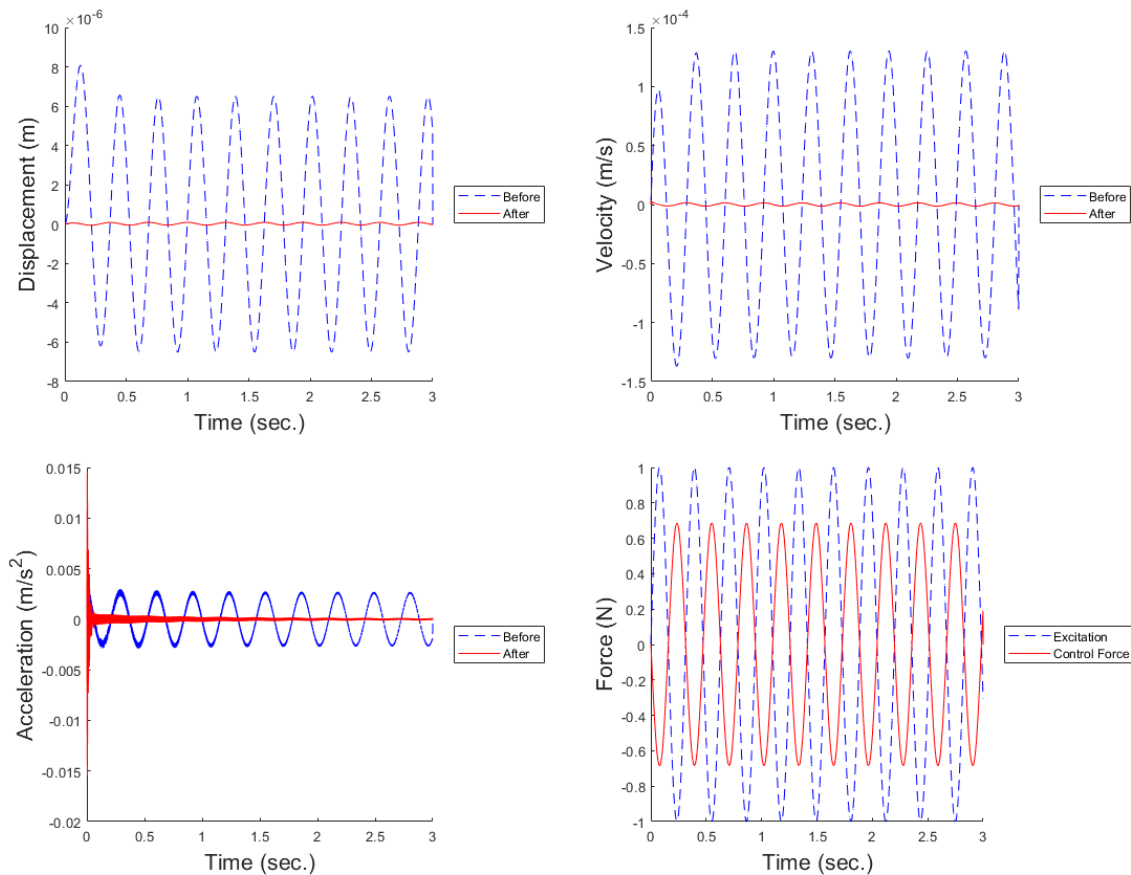 ×10⁻⁶
10
8
6
4
2
0
-2
-4
-6
-8
Displacement (m)
0 0.5 1 1.5 2 2.5 3
Time (sec.)
Before
After
×10⁻⁴
1.5
1
0.5
0
-0.5
-1
-1.5
Velocity (m/s)
0 0.5 1 1.5 2 2.5 3
Time (sec.)
Before
After
0.015
0.01
0.005
0
-0.005
-0.01
-0.015
-0.02
Acceleration (m/s²)
0 0.5 1 1.5 2 2.5 3
Time (sec.)
Before
After
1
0.8
0.6
0.4
0.2
0
-0.2
-0.4
-0.6
-0.8
-1
Force (N)
0 0.5 1 1.5 2 2.5 3
Time (sec.)
Excitation
Control Force